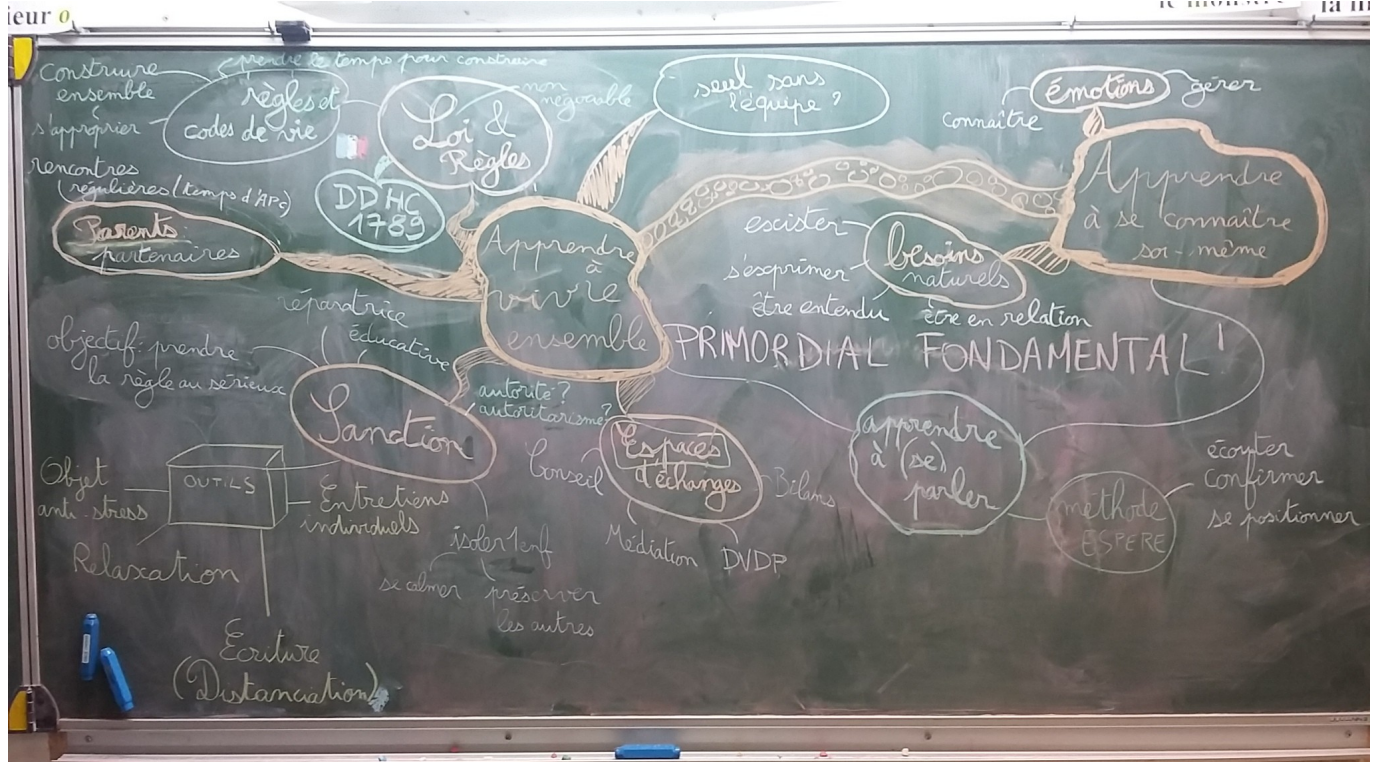 ieur o
construire
ensemble
s'approprier
prendre le temps pour construire
règles et
codes de vie
Loi &
Règles
non
négociable
seul sans
l'équipe ?
émotions
gérer
connaître
Apprendre
à se connaître
soi-même
rencontres
régulières (temps d'APC)
Parents
partenaires
DDHC
1789
Apprendre
à
vivre
ensemble
escister
s'esprimer
être entendu
besoins
naturels
être en relation
PRIMORDIAL FONDAMENTAL !
réparatrice
éducative
objectif : prendre
la règle au sérieux
Sanction
autorité ?
autoritarisme ?
Espaces
d'échanges
Conseil
Bilans
Médiation
DVDP
apprendre
à (se)
parler
méthode
ESPERE
écouter
confirmer
se positionner
OUTILS
Objet
anti-stress
Relaxation
Entretiens
individuels
isoler 1 enf
se calmer
préserver
les autres
Ecriture
(Distanciation)